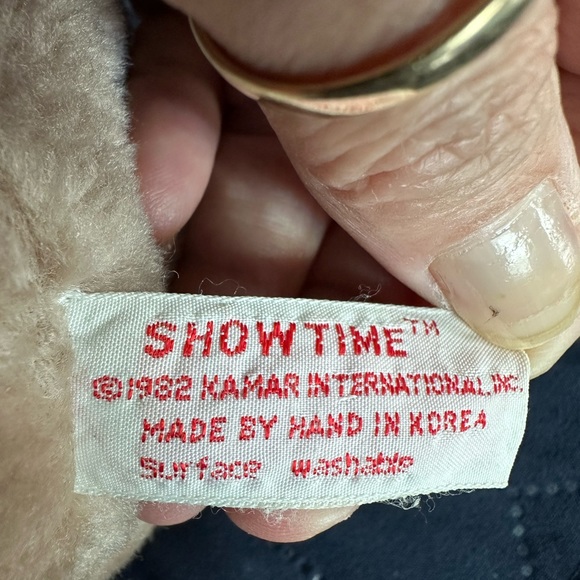 SHOWTIME™
©1982 KAMAR INTERNATIONAL, INC.
MADE BY HAND IN KOREA
Surface washable